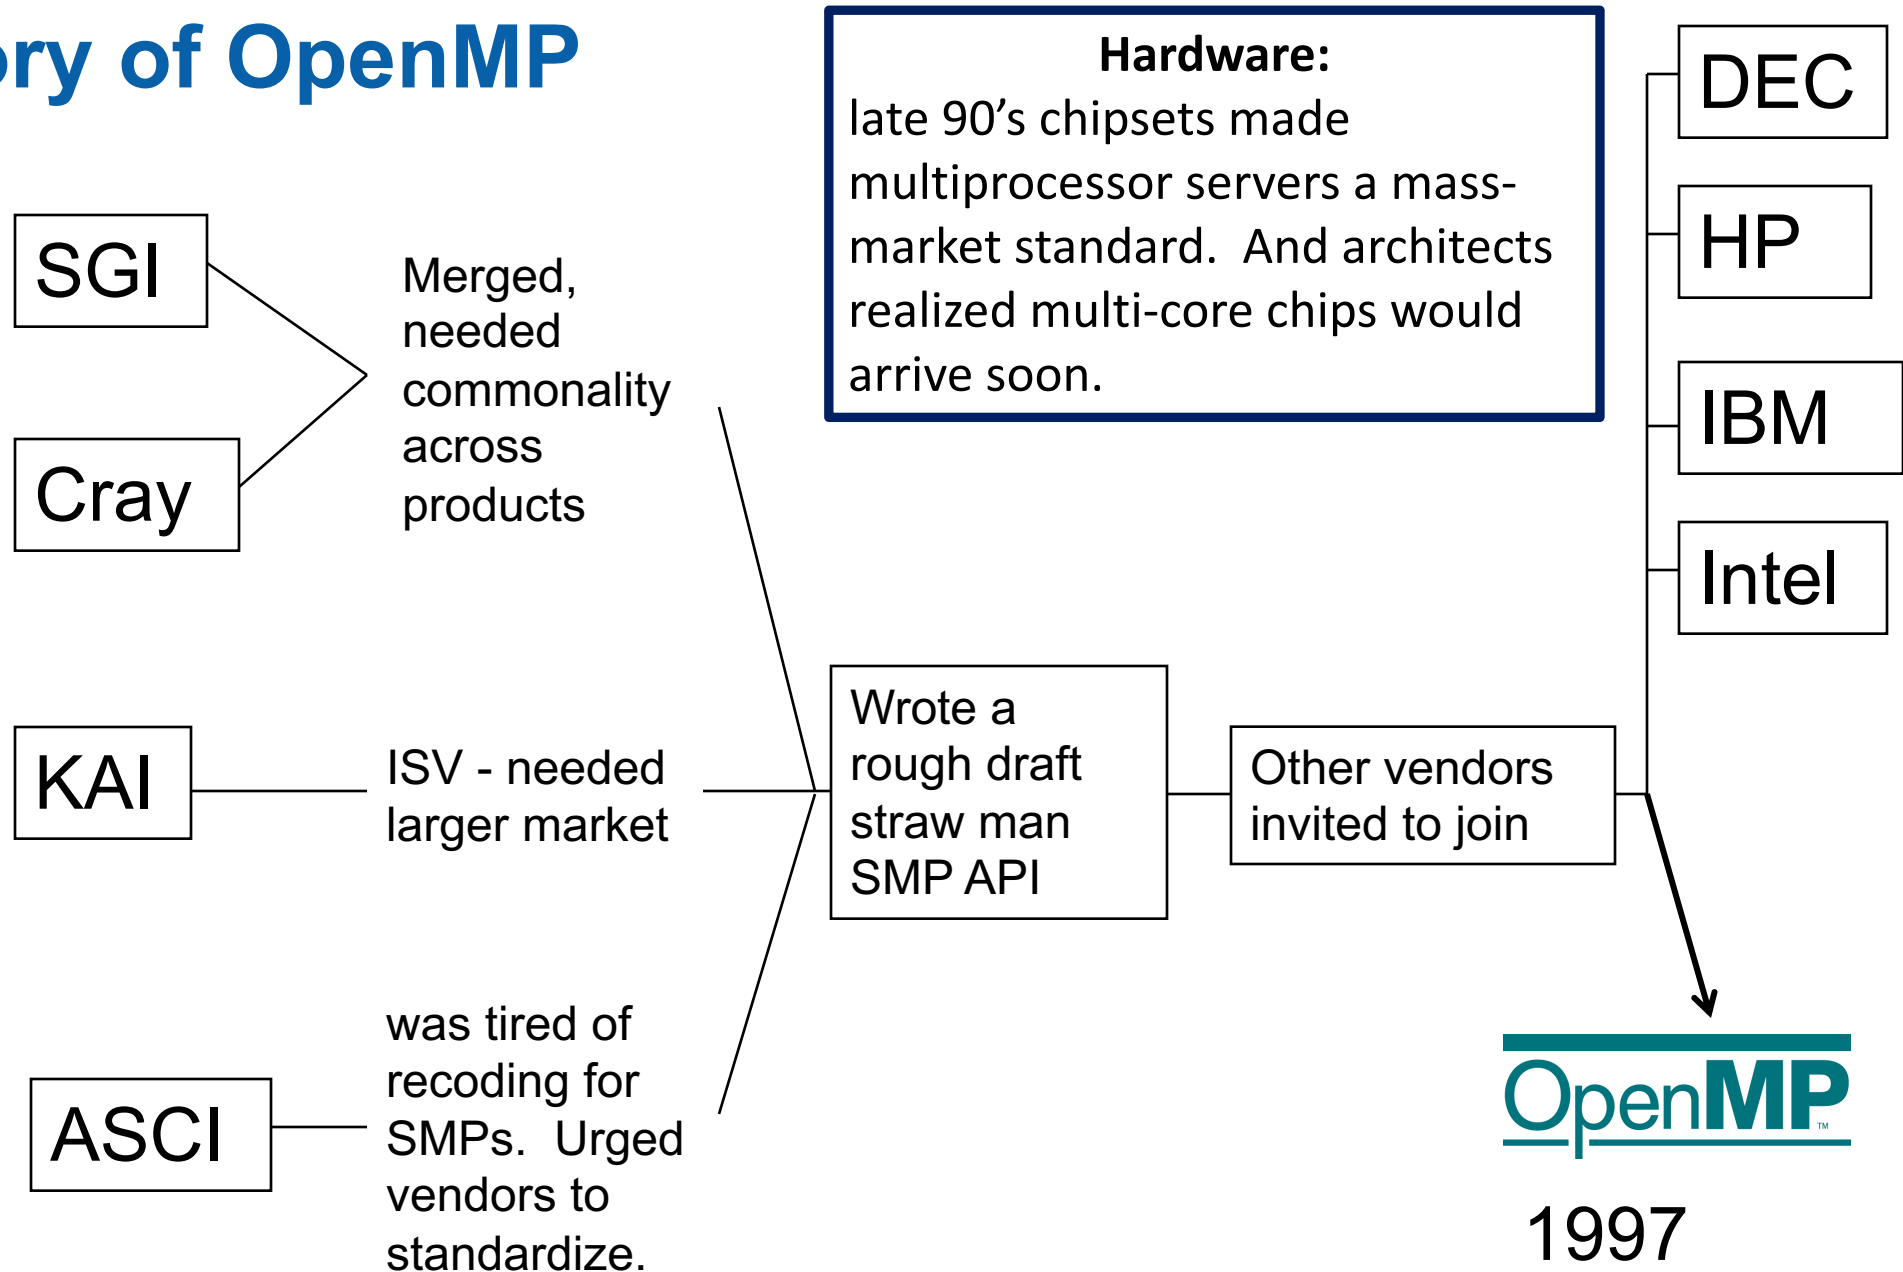 ory of OpenMP
Hardware:
late 90’s chipsets made
multiprocessor servers a mass-
market standard.  And architects
realized multi-core chips would
arrive soon.
DEC
HP
IBM
Intel
SGI
Cray
Merged,
needed
commonality
across
products
KAI
ISV - needed
larger market
ASCI
was tired of
recoding for
SMPs.  Urged
vendors to
standardize.
Wrote a
rough draft
straw man
SMP API
Other vendors
invited to join
OpenMP™
1997